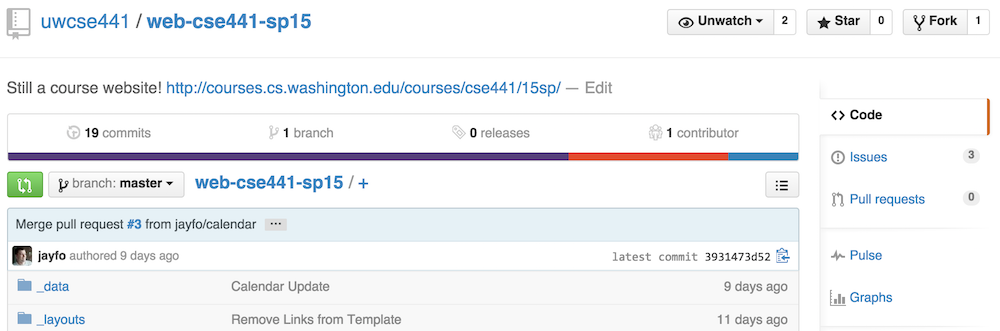 uwcse441 / web-cse441-sp15
Unwatch 2 Star 0 Fork 1
Still a course website! http://courses.cs.washington.edu/courses/cse441/15sp/ — Edit
19 commits 1 branch 0 releases 1 contributor
Code
Issues 3
Pull requests 0
Pulse
Graphs
branch: master web-cse441-sp15 / +
Merge pull request #3 from jayfo/calendar ...
jayfo authored 9 days ago latest commit 3931473d52
_data Calendar Update 9 days ago
_layouts Remove Links from Template 11 days ago